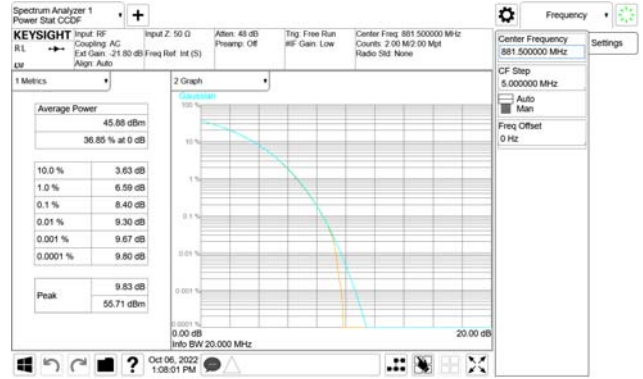 Spectrum Analyzer 1
Power Stat CCDF
+
Frequency
KEYSIGHT
RL
Input: RF
Coupling: AC
Ext Gain: -21.80 dB
Align: Auto
Input Z: 50 Ω
Freq Ref: Int (S)
Atten: 48 dB
Preamp: Off
Trig: Free Run
#IF Gain: Low
Center Freq: 881.500000 MHz
Counts: 2.00 M/2.00 Mpt
Radio Std: None
Center Frequency
881.500000 MHz
Settings
CF Step
5.000000 MHz
Auto
Man
Freq Offset
0 Hz
1 Metrics
2 Graph
Average Power
45.88 dBm
36.85 % at 0 dB
10.0 % 3.63 dB
1.0 % 6.59 dB
0.1 % 8.40 dB
0.01 % 9.30 dB
0.001 % 9.67 dB
0.0001 % 9.80 dB
Peak
9.83 dB
55.71 dBm
Gaussian
100 %
10 %
1 %
0.1 %
0.01 %
0.001 %
0.0001 %
0.00 dB
20.00 dB
Info BW 20.000 MHz
?
Oct 06, 2022
1:08:01 PM